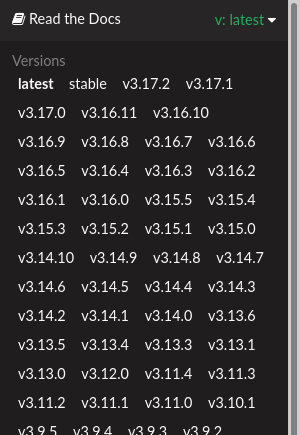 Read the Docs v: latest
Versions
latest stable v3.17.2 v3.17.1
v3.17.0 v3.16.11 v3.16.10
v3.16.9 v3.16.8 v3.16.7 v3.16.6
v3.16.5 v3.16.4 v3.16.3 v3.16.2
v3.16.1 v3.16.0 v3.15.5 v3.15.4
v3.15.3 v3.15.2 v3.15.1 v3.15.0
v3.14.10 v3.14.9 v3.14.8 v3.14.7
v3.14.6 v3.14.5 v3.14.4 v3.14.3
v3.14.2 v3.14.1 v3.14.0 v3.13.6
v3.13.5 v3.13.4 v3.13.3 v3.13.1
v3.13.0 v3.12.0 v3.11.4 v3.11.3
v3.11.2 v3.11.1 v3.11.0 v3.10.1
v3.9.5 v3.9.4 v3.9.3 v3.9.2